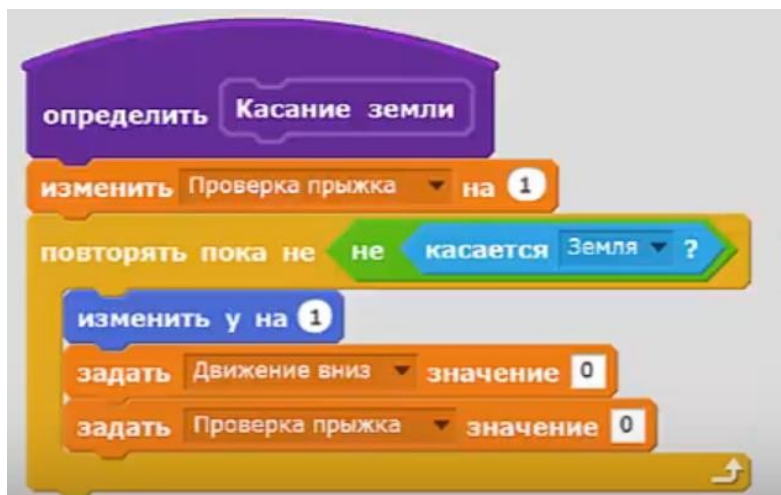 определить Касание земли
изменить Проверка прыжка на 1
повторять пока не не касается Земля ?
изменить y на 1
задать Движение вниз значение 0
задать Проверка прыжка значение 0